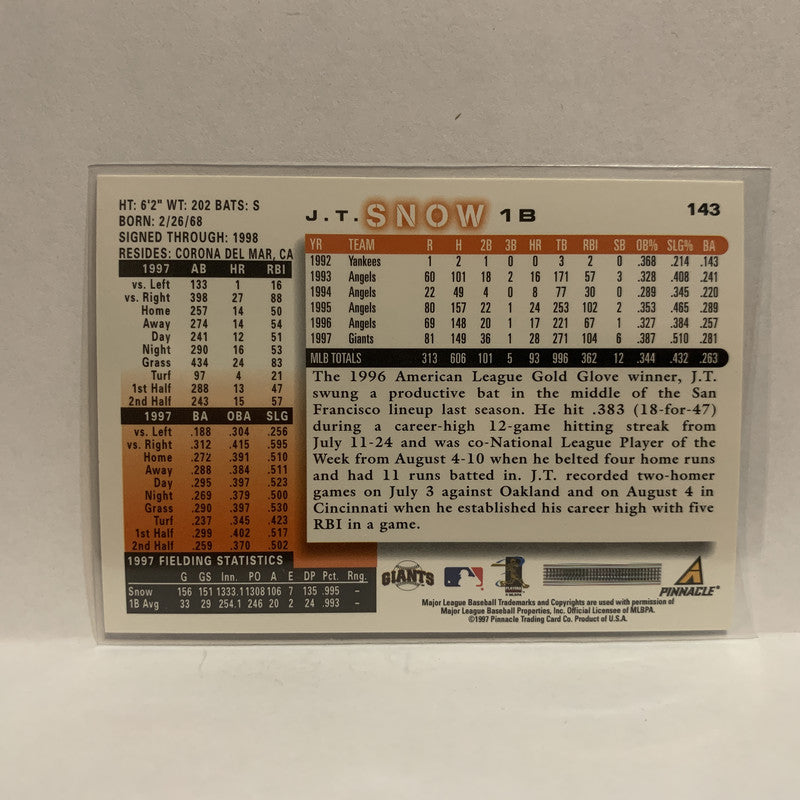 HT: 6'2" WT: 202 BATS: S
BORN: 2/26/68
SIGNED THROUGH: 1998
RESIDES: CORONA DEL MAR, CA
1997 AB HR RBI
vs. Left 133 1 16
vs. Right 398 27 88
Home 257 14 50
Away 274 14 54
Day 241 12 51
Night 290 16 53
Grass 434 24 83
Turf 97 4 21
1st Half 288 13 47
2nd Half 243 15 57
1997 BA OBA SLG
vs. Left .188 .304 .256
vs. Right .312 .415 .595
Home .272 .391 .510
Away .288 .384 .511
Day .295 .397 .523
Night .269 .379 .500
Grass .290 .397 .530
Turf .237 .345 .423
1st Half .299 .402 .517
2nd Half .259 .370 .502
1997 FIELDING STATISTICS
G GS Inn. PO A E DP Pct. Rng.
Snow 156 151 1333.1 1308 106 7 135 .995 –
1B Avg 33 29 254.1 246 20 2 24 .993 –
J.T. SNOW 1B
143
YR TEAM R H 2B 3B HR TB RBI SB OB% SLG% BA
1992 Yankees 1 2 1 0 0 3 2 0 .368 .214 .143
1993 Angels 60 101 18 2 16 171 57 3 .328 .408 .241
1994 Angels 22 49 4 0 8 77 30 0 .289 .345 .220
1995 Angels 80 157 22 1 24 253 102 2 .353 .465 .289
1996 Angels 69 148 20 1 17 221 67 1 .327 .384 .257
1997 Giants 81 149 36 1 28 271 104 6 .387 .510 .281
MLB TOTALS 313 606 101 5 93 996 362 12 .344 .432 .263
The 1996 American League Gold Glove winner, J.T.
swung a productive bat in the middle of the San
Francisco lineup last season. He hit .383 (18-for-47)
during a career-high 12-game hitting streak from
July 11-24 and was co-National League Player of the
Week from August 4-10 when he belted four home runs
and had 11 runs batted in. J.T. recorded two-homer
games on July 3 against Oakland and on August 4 in
Cincinnati when he established his career high with five
RBI in a game.
GIANTS
PINNACLE
Major League Baseball Trademarks and Copyrights are used with permission of
Major League Baseball Properties, Inc. Official Licensee of MLBPA.
©1997 Pinnacle Trading Card Co. Product of U.S.A.